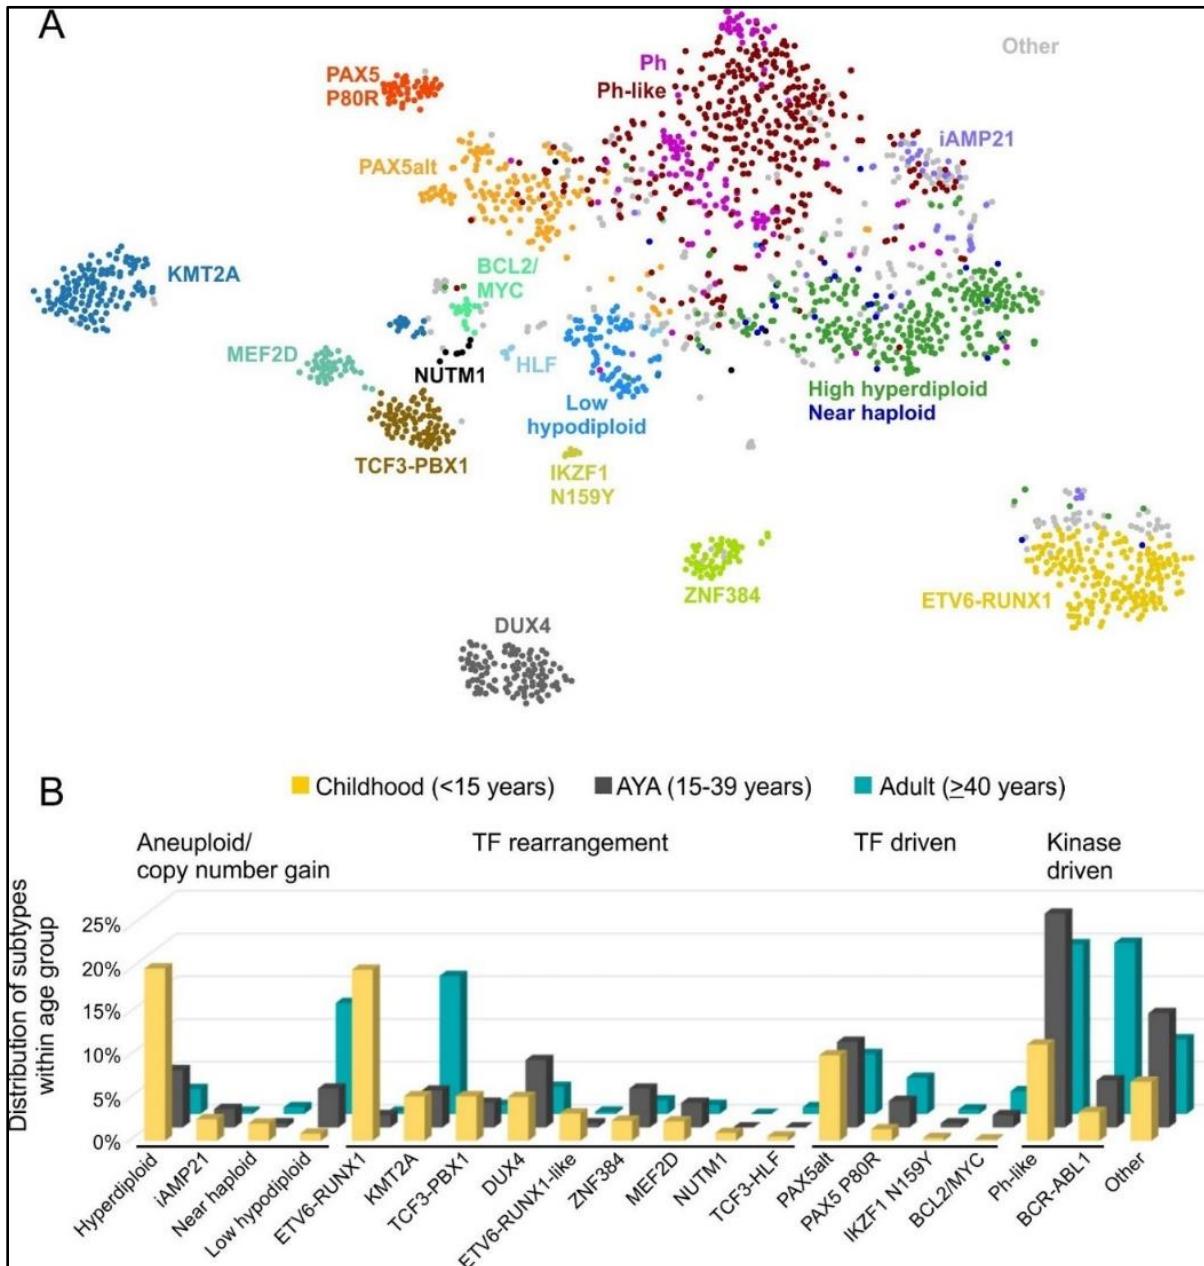 A
Other
Ph
Ph-like
PAX5
P80R
iAMP21
PAX5alt
KMT2A
BCL2/
MYC
MEF2D
NUTM1
HLF
High hyperdiploid
Near haploid
Low
hypodiploid
TCF3-PBX1
IKZF1
N159Y
ZNF384
ETV6-RUNX1
DUX4
B
Childhood (<15 years)
AYA (15-39 years)
Adult (≥40 years)
Aneuploid/
copy number gain
TF rearrangement
TF driven
Kinase
driven
Distribution of subtypes
within age group
25%
20%
15%
10%
5%
0%
Hyperdiploid
iAMP21
Near haploid
Low hypodiploid
ETV6-RUNX1
KMT2A
TCF3-PBX1
DUX4
ETV6-RUNX1-like
ZNF384
MEF2D
NUTM1
TCF3-HLF
PAX5alt
PAX5 P80R
IKZF1 N159Y
BCL2/MYC
Ph-like
BCR-ABL1
Other